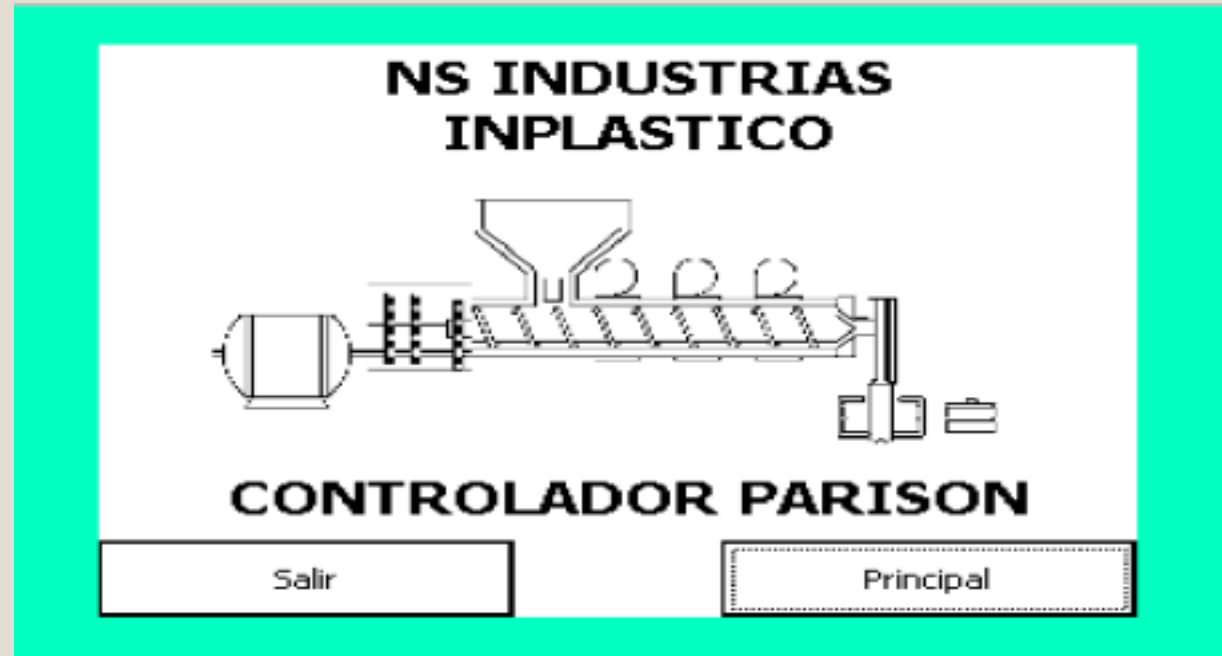 NS INDUSTRIAS
INPLASTICO
CONTROLADOR PARISON
Salir
Principal